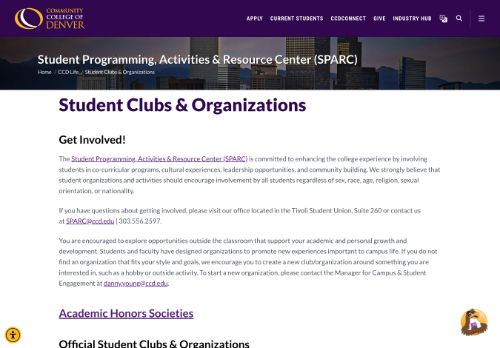 COMMUNITY
COLLEGE OF
DENVER
APPLY CURRENT STUDENTS CCDCONNECT GIVE INDUSTRY HUB
Student Programming, Activities & Resource Center (SPARC)
Home / CCD Life / Student Clubs & Organizations
Student Clubs & Organizations
Get Involved!
The Student Programming, Activities & Resource Center (SPARC) is committed to enhancing the college experience by involving
students in co-curricular programs, cultural experiences, leadership opportunities, and community building. We strongly believe that
student organizations and activities should encourage involvement by all students regardless of sex, race, age, religion, sexual
orientation, or nationality.
If you have questions about getting involved, please visit our office located in the Tivoli Student Union, Suite 260 or contact us
at SPARC@ccd.edu | 303.556.2597.
You are encouraged to explore opportunities outside the classroom that support your academic and personal growth and
development. Students and faculty have designed organizations to promote new experiences important to campus life. If you do not
find an organization that fits your style and goals, we encourage you to create a new club/organization around something you are
interested in, such as a hobby or outside activity. To start a new organization, please contact the Manager for Campus & Student
Engagement at dannyyoung@ccd.edu.
Academic Honors Societies
Official Student Clubs & Organizations